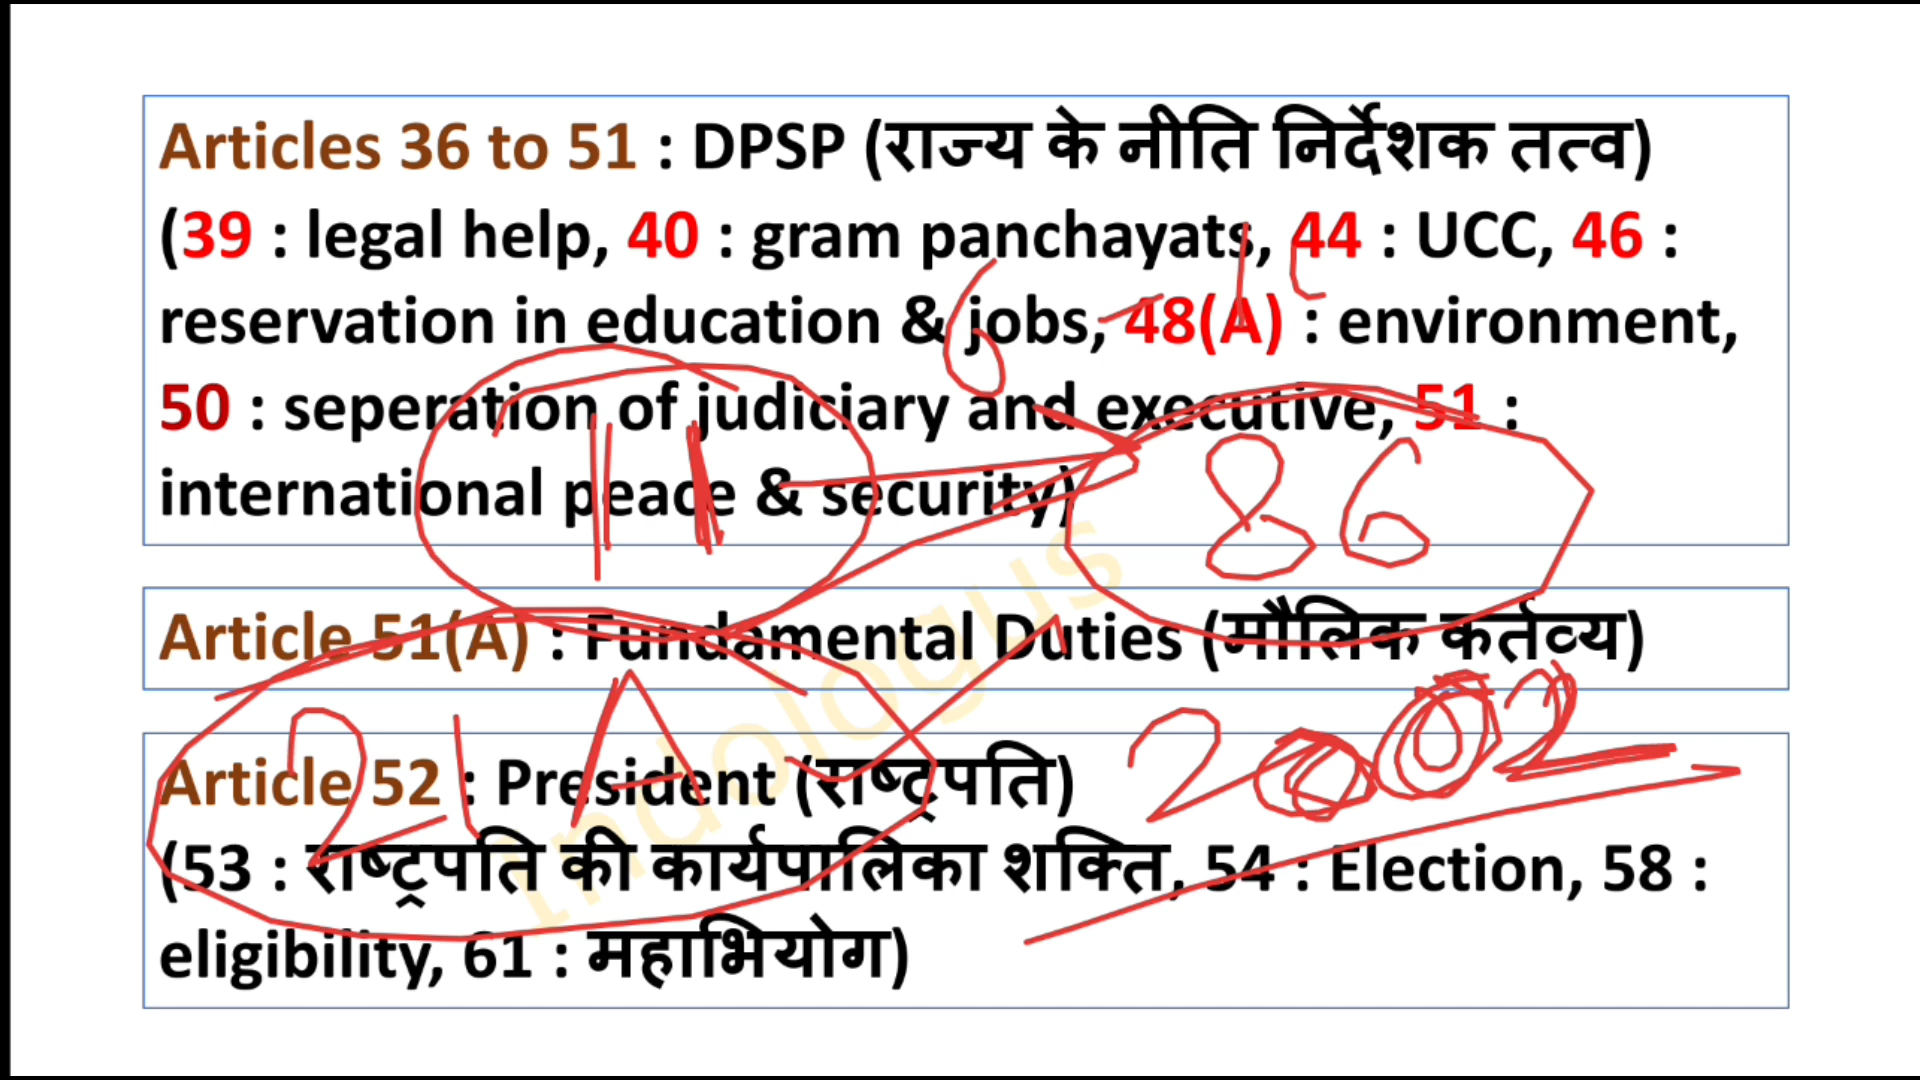 Articles 36 to 51 : DPSP (राज्य के नीति निर्देशक तत्व)
(39 : legal help, 40 : gram panchayats, 44 : UCC, 46 :
reservation in education & jobs, 48(A) : environment,
50 : seperation of judiciary and executive, 51 :
international peace & security)
6
11
86
Article 51(A) : Fundamental Duties (मौलिक कर्तव्य)
21 A
2002
Article 52 : President (राष्ट्रपति)
(53 : राष्ट्रपति की कार्यपालिका शक्ति, 54 : Election, 58 :
eligibility, 61 : महाभियोग)
Indologus